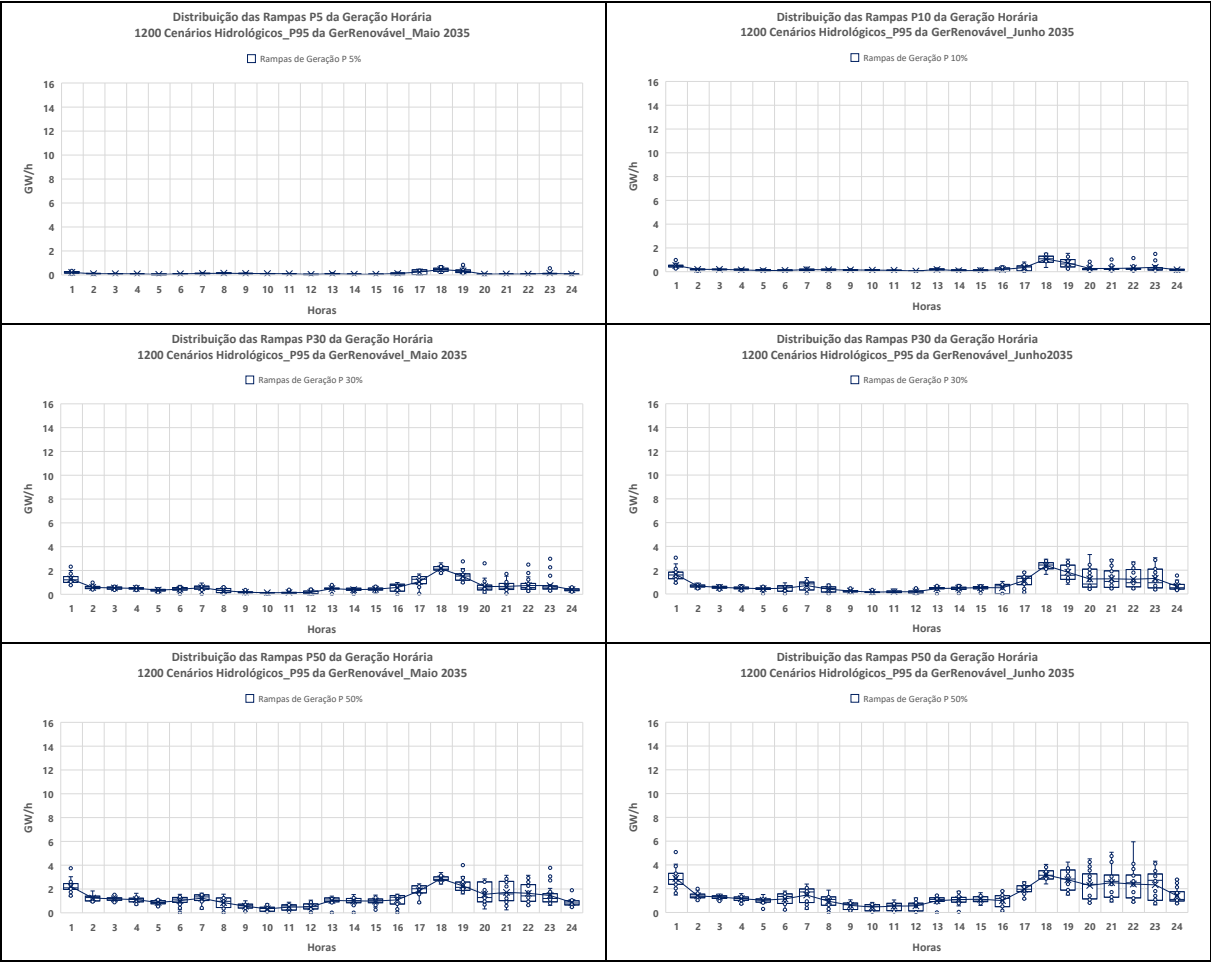 Distribuição das Rampas P5 da Geração Horária
1200 Cenários Hidrológicos_P95 da GerRenovável_Maio 2035
Rampas de Geração P 5%
16
14
12
10
8
6
4
2
0
GW/h
1 2 3 4 5 6 7 8 9 10 11 12 13 14 15 16 17 18 19 20 21 22 23 24
Horas
Distribuição das Rampas P10 da Geração Horária
1200 Cenários Hidrológicos_P95 da GerRenovável_Junho 2035
Rampas de Geração P 10%
16
14
12
10
8
6
4
2
0
GW/h
1 2 3 4 5 6 7 8 9 10 11 12 13 14 15 16 17 18 19 20 21 22 23 24
Horas
Distribuição das Rampas P30 da Geração Horária
1200 Cenários Hidrológicos_P95 da GerRenovável_Maio 2035
Rampas de Geração P 30%
16
14
12
10
8
6
4
2
0
GW/h
1 2 3 4 5 6 7 8 9 10 11 12 13 14 15 16 17 18 19 20 21 22 23 24
Horas
Distribuição das Rampas P30 da Geração Horária
1200 Cenários Hidrológicos_P95 da GerRenovável_Junho2035
Rampas de Geração P 30%
16
14
12
10
8
6
4
2
0
GW/h
1 2 3 4 5 6 7 8 9 10 11 12 13 14 15 16 17 18 19 20 21 22 23 24
Horas
Distribuição das Rampas P50 da Geração Horária
1200 Cenários Hidrológicos_P95 da GerRenovável_Maio 2035
Rampas de Geração P 50%
16
14
12
10
8
6
4
2
0
GW/h
1 2 3 4 5 6 7 8 9 10 11 12 13 14 15 16 17 18 19 20 21 22 23 24
Horas
Distribuição das Rampas P50 da Geração Horária
1200 Cenários Hidrológicos_P95 da GerRenovável_Junho 2035
Rampas de Geração P 50%
16
14
12
10
8
6
4
2
0
GW/h
1 2 3 4 5 6 7 8 9 10 11 12 13 14 15 16 17 18 19 20 21 22 23 24
Horas